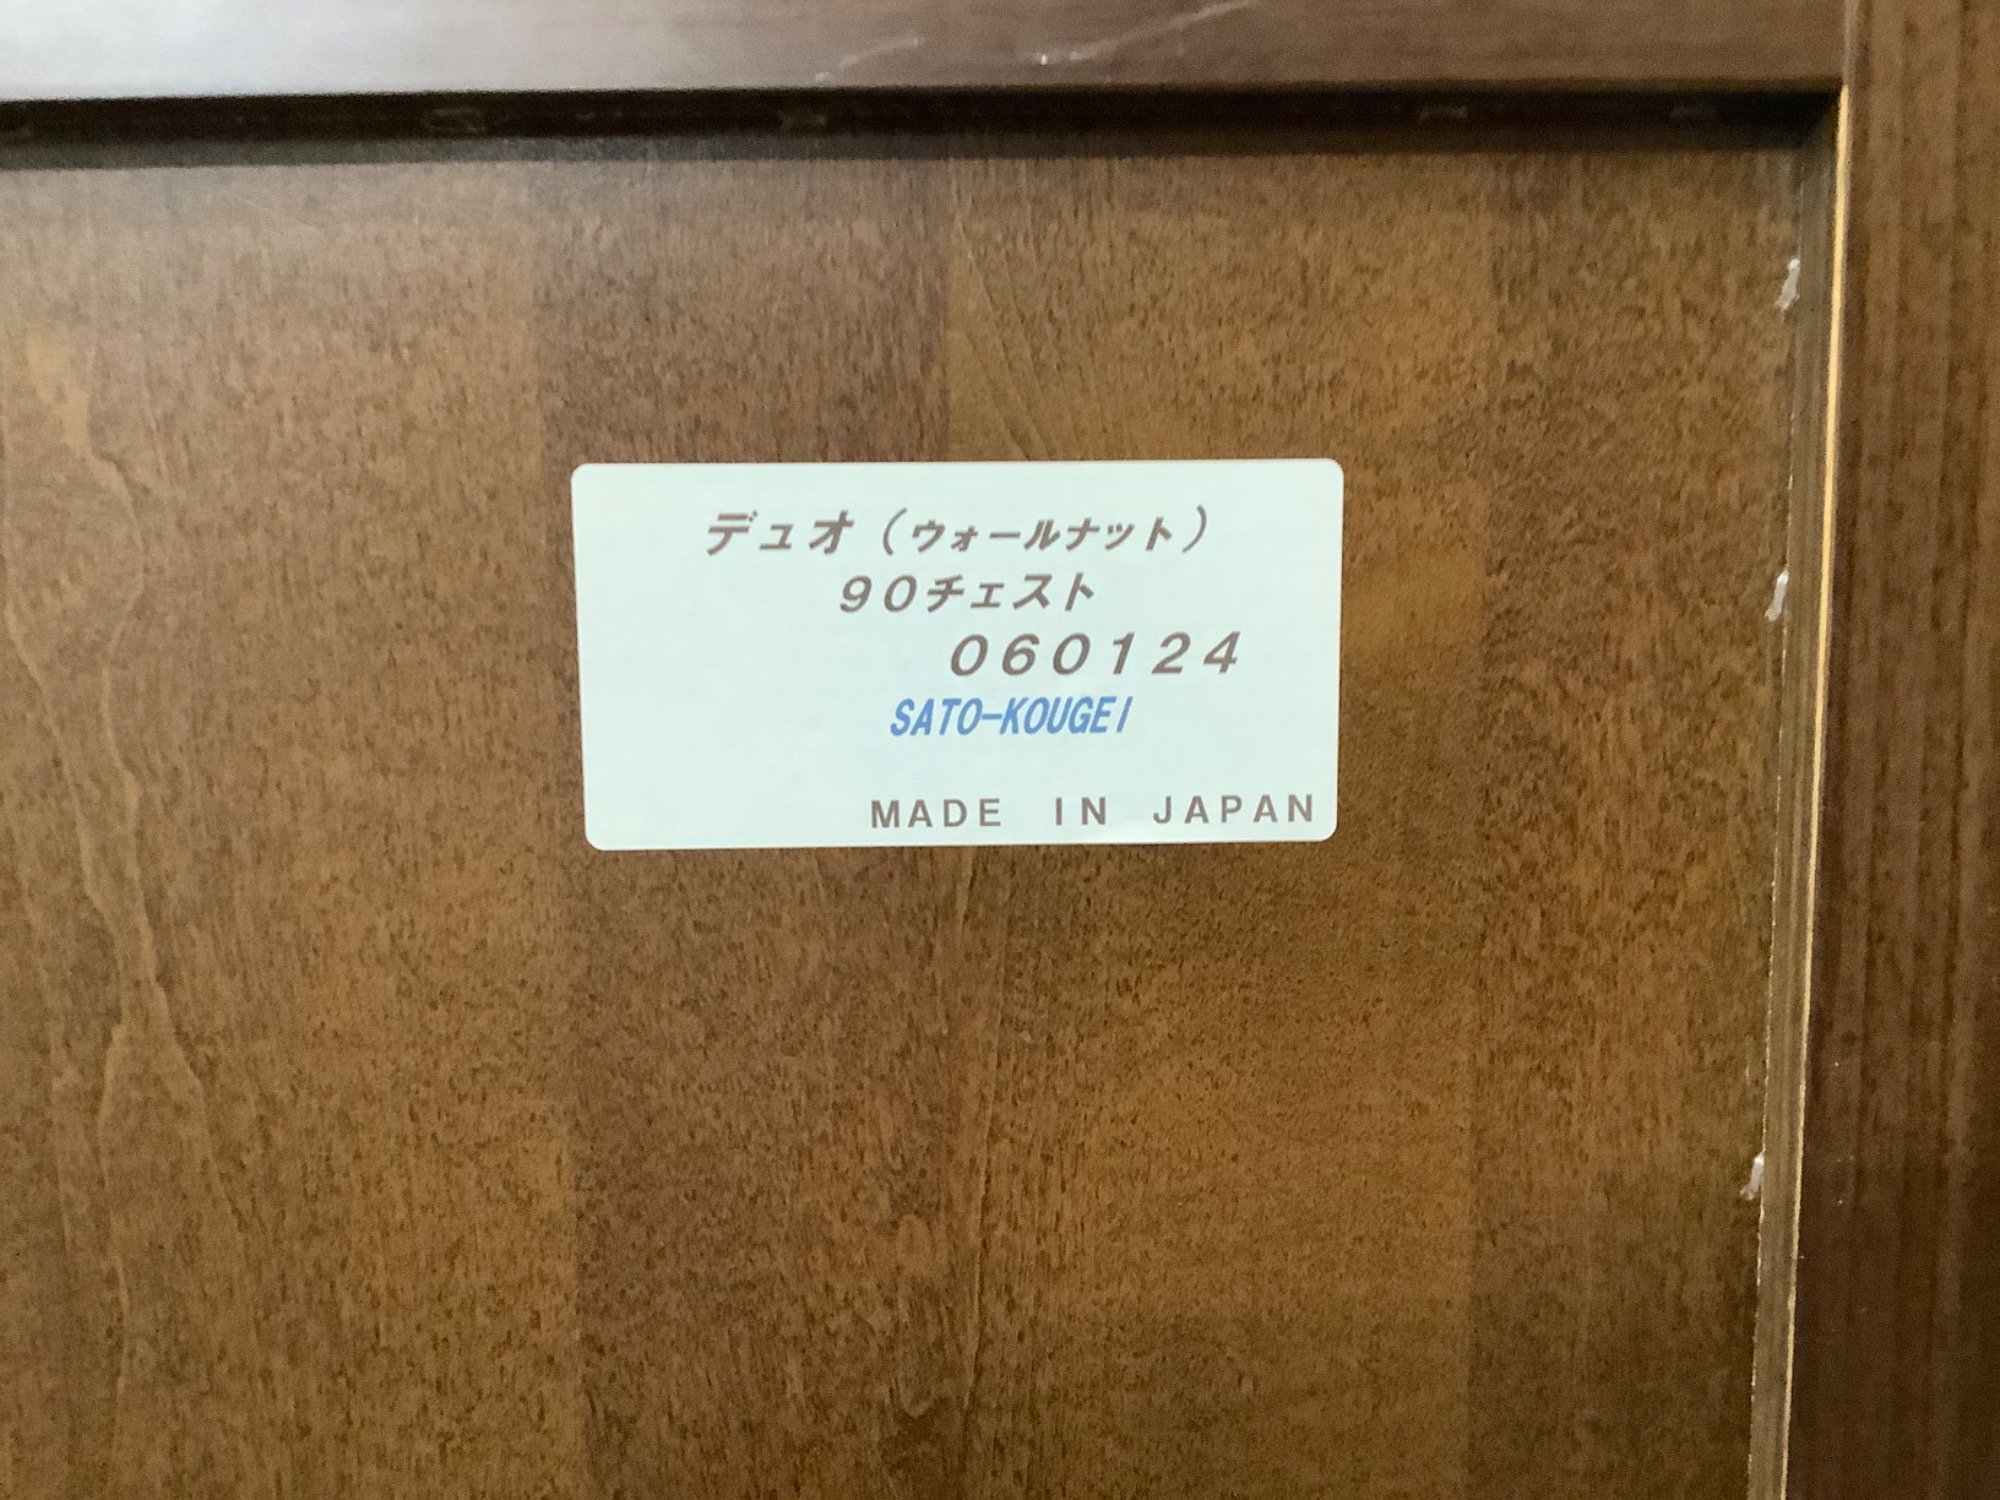 デュオ（ウォールナット）
９０チェスト
０６０１２４
SATO-KOUGEI
MADE IN JAPAN